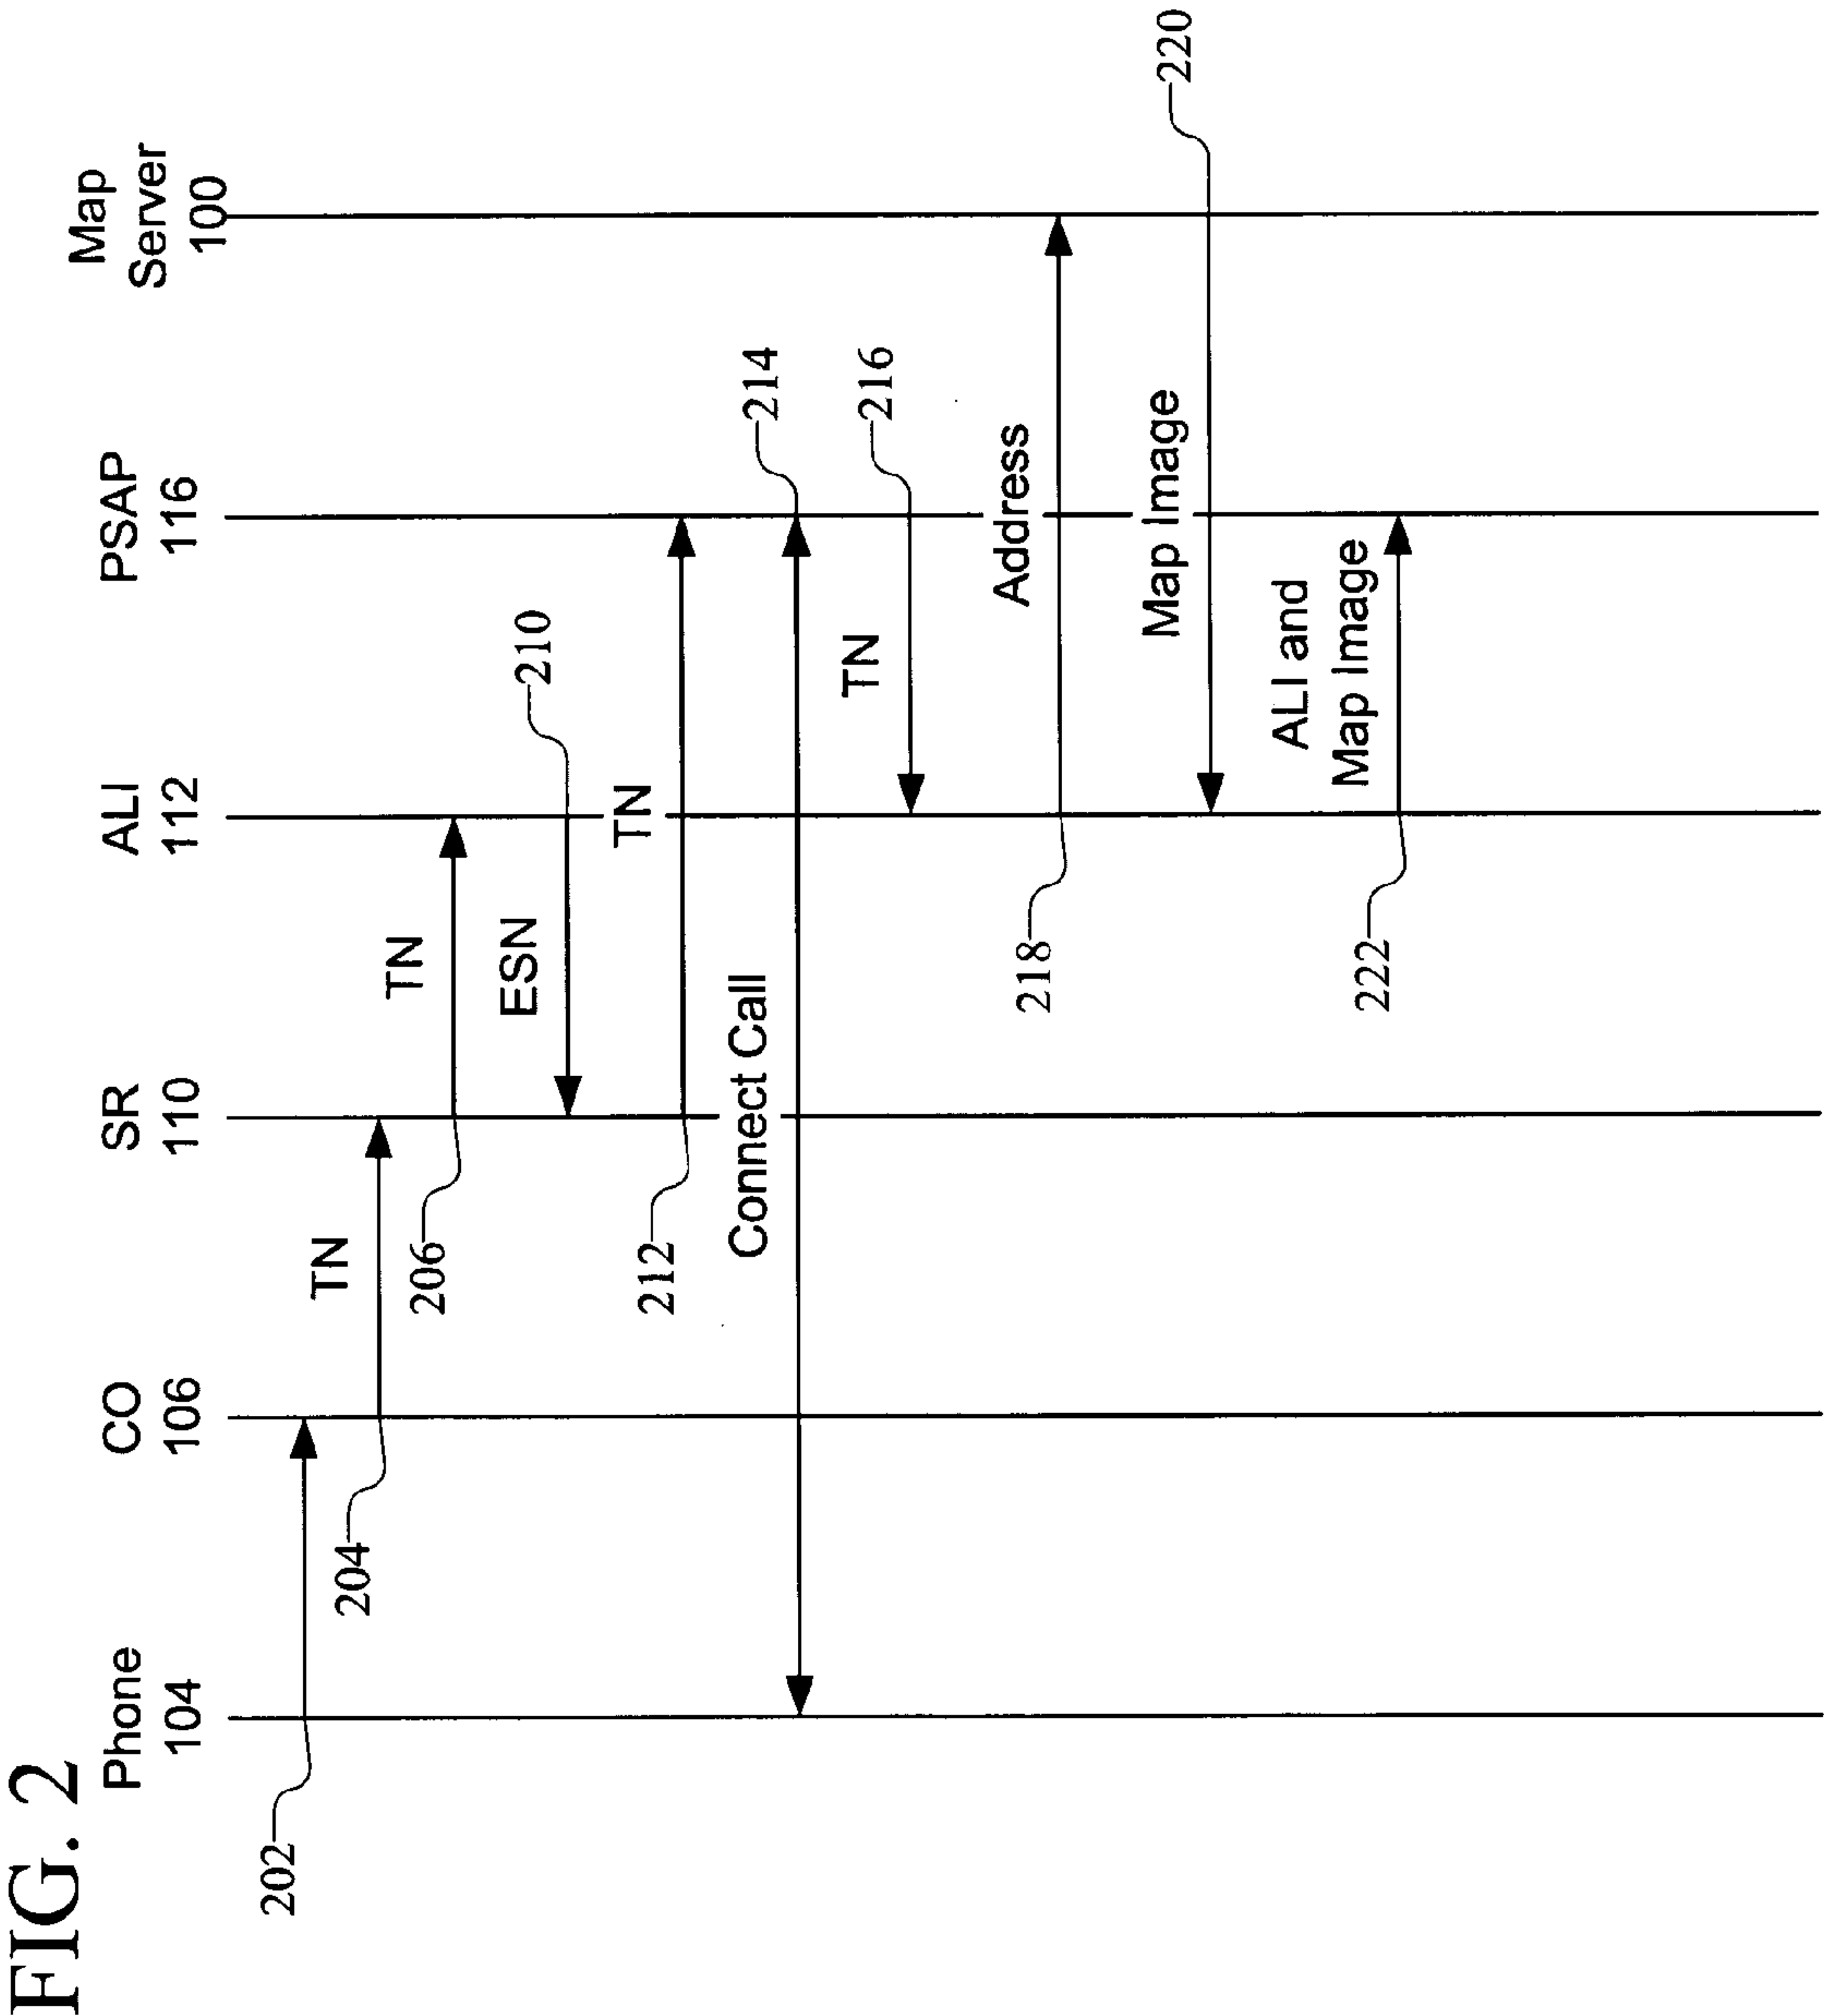 FIG. 2
Phone
104
CO
106
SR
110
ALI
112
PSAP
116
Map
Server
100
202
TN
204
TN
206
ESN
210
TN
212
Connect Call
214
TN
216
Address
218
Map Image
220
ALI and
Map Image
222